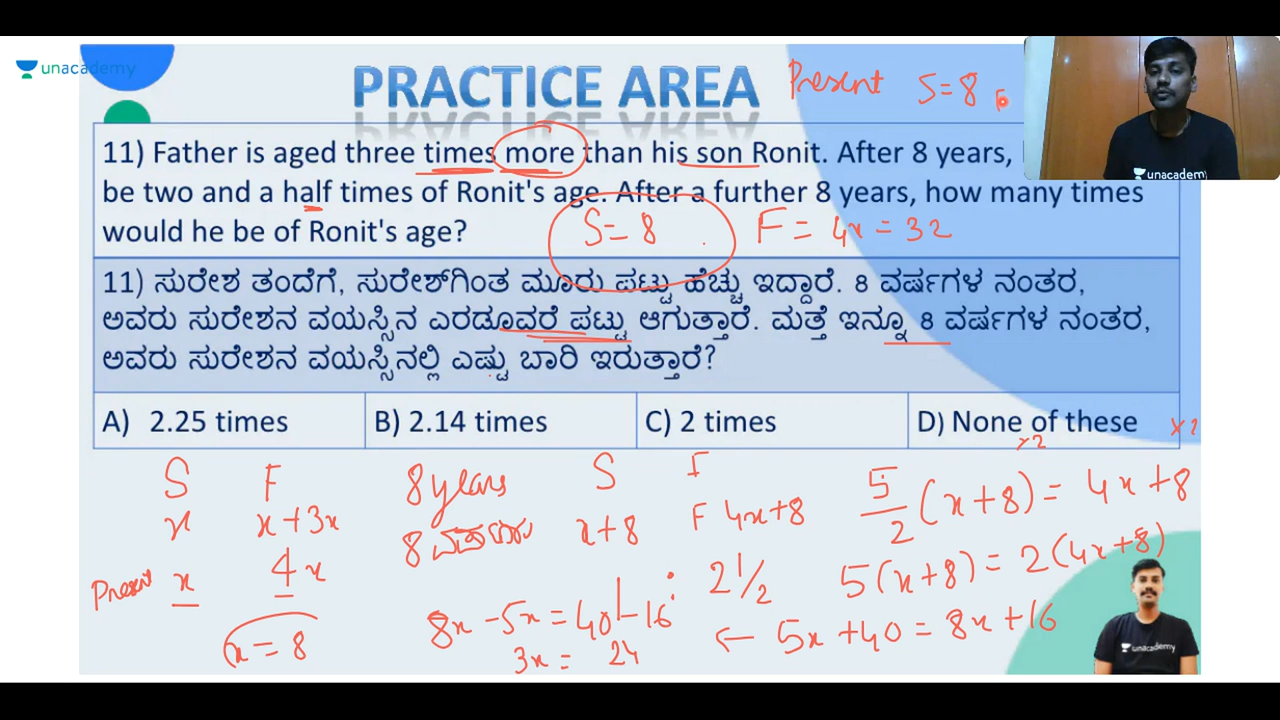 unacademy
PRACTICE AREA
Present S=8 F
11) Father is aged three times more than his son Ronit. After 8 years,
be two and a half times of Ronit's age. After a further 8 years, how many times
would he be of Ronit's age?
S=8 F=4x=32
11) ಸುರೇಶ ತಂದೆಗೆ, ಸುರೇಶ್‌ಗಿಂತ ಮೂರು ಪಟ್ಟು ಹೆಚ್ಚು ಇದ್ದಾರೆ. 8 ವರ್ಷಗಳ ನಂತರ,
ಅವರು ಸುರೇಶನ ವಯಸ್ಸಿನ ಎರಡೂವರೆ ಪಟ್ಟು ಆಗುತ್ತಾರೆ. ಮತ್ತೆ ಇನ್ನೂ 8 ವರ್ಷಗಳ ನಂತರ,
ಅವರು ಸುರೇಶನ ವಯಸ್ಸಿನಲ್ಲಿ ಎಷ್ಟು ಬಾರಿ ಇರುತ್ತಾರೆ?
A) 2.25 times B) 2.14 times C) 2 times D) None of these
×2 ×2
S F 8 years S F 5/2 (x+8) = 4x+8
x x+3x 8 x+8 F 4x+8
Present x 4x 2 1/2 5(x+8) = 2(4x+8)
x=8 8x-5x=40-16 ← 5x+40=8x+16
3x= 24
unacademy
unacademy